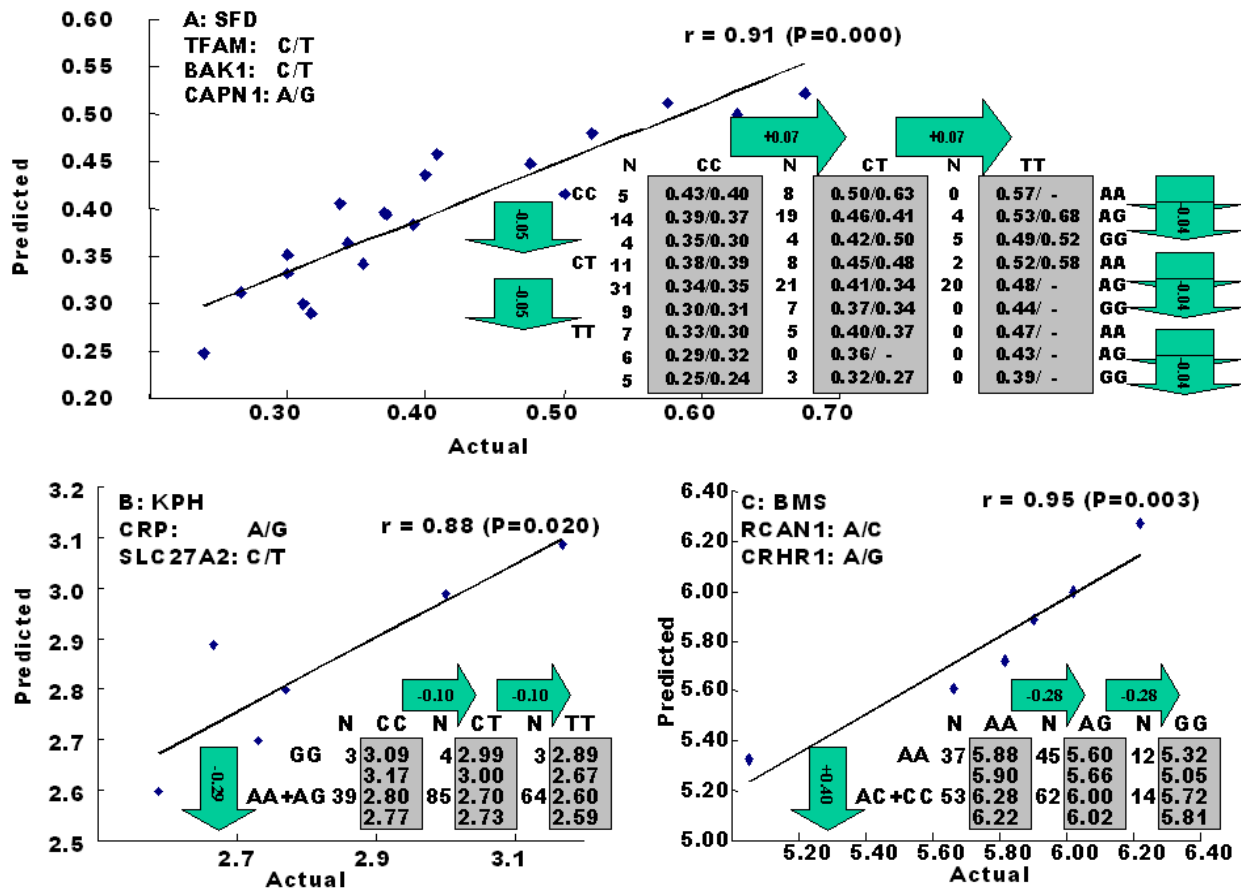 A: SFD
TFAM: C/T
BAK1: C/T
CAPN1: A/G
r = 0.91 (P=0.000)
Predicted
0.60
0.55
0.50
0.45
0.40
0.35
0.30
0.25
0.20
+0.07 +0.07
N CC N CT N TT
CC 5 0.43/0.40 8 0.50/0.63 0 0.57/ - AA
14 0.39/0.37 19 0.46/0.41 4 0.53/0.68 AG
4 0.35/0.30 4 0.42/0.50 5 0.49/0.52 GG
CT 11 0.38/0.39 8 0.45/0.48 2 0.52/0.58 AA
31 0.34/0.35 21 0.41/0.34 20 0.48/ - AG
9 0.30/0.31 7 0.37/0.34 0 0.44/ - GG
TT 7 0.33/0.30 5 0.40/0.37 0 0.47/ - AA
6 0.29/0.32 0 0.36/ - 0 0.43/ - AG
5 0.25/0.24 3 0.32/0.27 0 0.39/ - GG
-0.05
-0.05
-0.04
-0.04
-0.04
0.30 0.40 0.50 0.60 0.70
Actual
B: KPH
CRP: A/G
SLC27A2: C/T
r = 0.88 (P=0.020)
Predicted
3.2
3.1
3.0
2.9
2.8
2.7
2.6
2.5
-0.10 -0.10
N CC N CT N TT
GG 3 3.09 4 2.99 3 2.89
3.17 3.00 2.67
AA+AG 39 2.80 85 2.70 64 2.60
2.77 2.73 2.59
-0.29
2.7 2.9 3.1
Actual
C: BMS
RCAN1: A/C
CRHR1: A/G
r = 0.95 (P=0.003)
Predicted
6.40
6.20
6.00
5.80
5.60
5.40
5.20
5.00
-0.28 -0.28
N AA N AG N GG
AA 37 5.88 45 5.60 12 5.32
5.90 5.66 5.05
AC+CC 53 6.28 62 6.00 14 5.72
6.22 6.02 5.81
+0.40
5.20 5.40 5.60 5.80 6.00 6.20 6.40
Actual